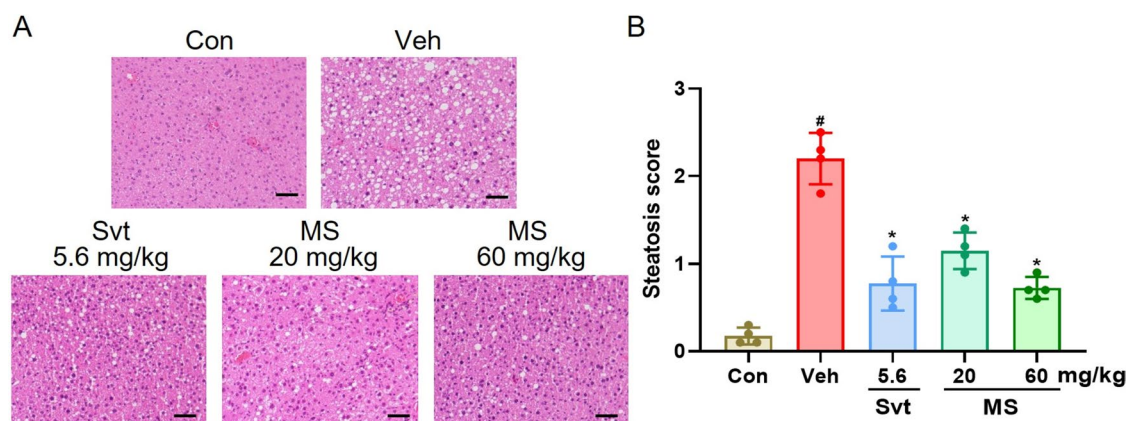 A
Con
Veh
Svt
5.6 mg/kg
MS
20 mg/kg
MS
60 mg/kg
B
Steatosis score
3
2
1
0
#
*
*
*
Con
Veh
5.6
20
60
mg/kg
Svt
MS